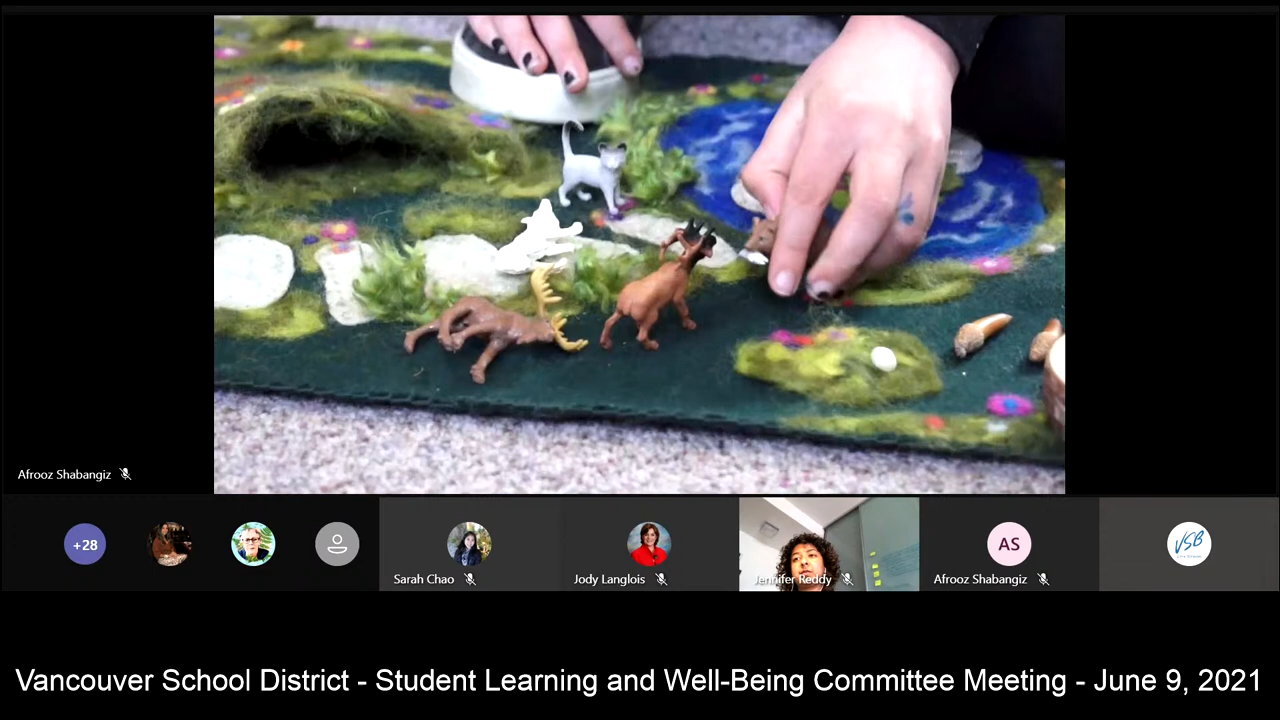 Afrooz Shabangiz
+28
Sarah Chao
Jody Langlois
Jennifer Reddy
AS
Afrooz Shabangiz
VSB
Vancouver School District - Student Learning and Well-Being Committee Meeting - June 9, 2021